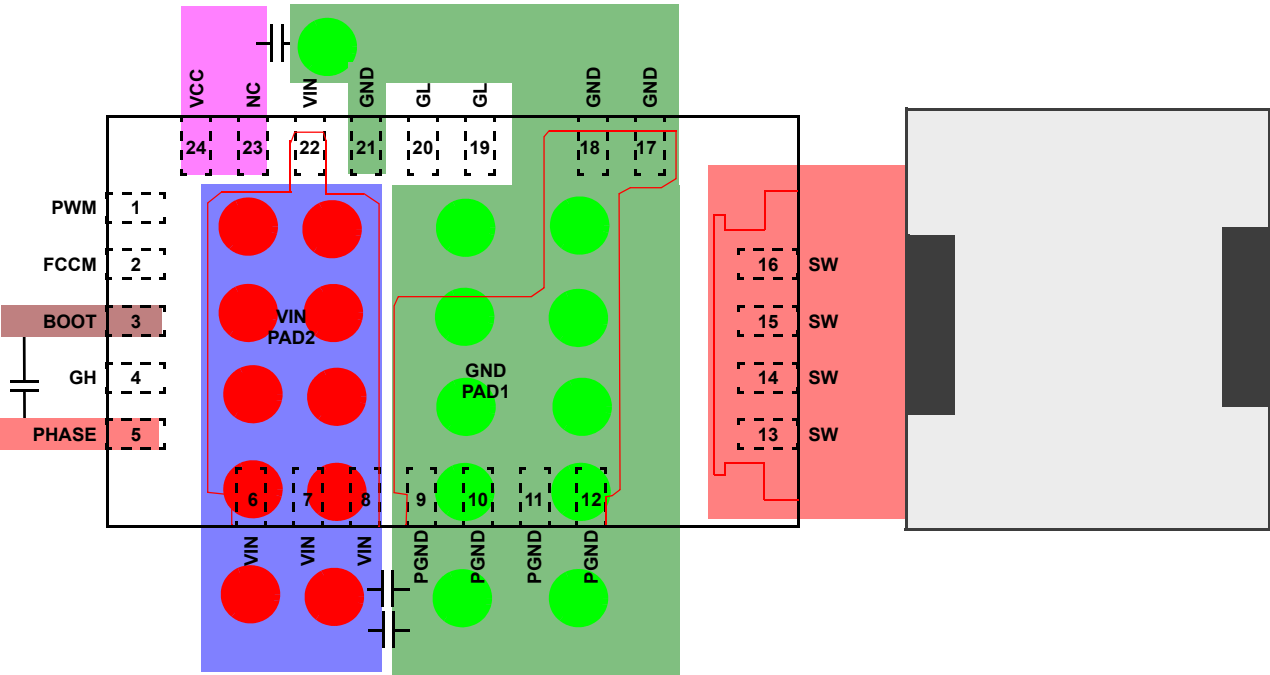 VCC
NC
VIN
GND
GL
GL
GND
GND
24
23
22
21
20
19
18
17
PWM 1
FCCM 2
BOOT 3
GH 4
PHASE 5
VIN
PAD2
GND
PAD1
16 SW
15 SW
14 SW
13 SW
6
7
8
9
10
11
12
VIN
VIN
VIN
PGND
PGND
PGND
PGND